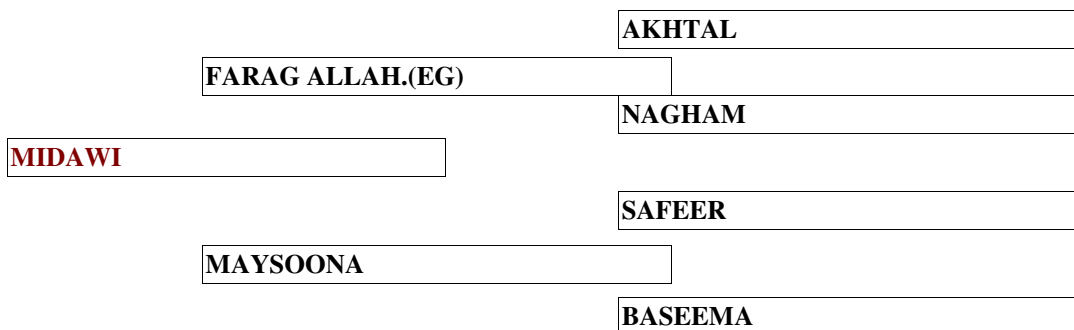 AKHTAL
FARAG ALLAH.(EG)
NAGHAM
MIDAWI
SAFEER
MAYSOONA
BASEEMA